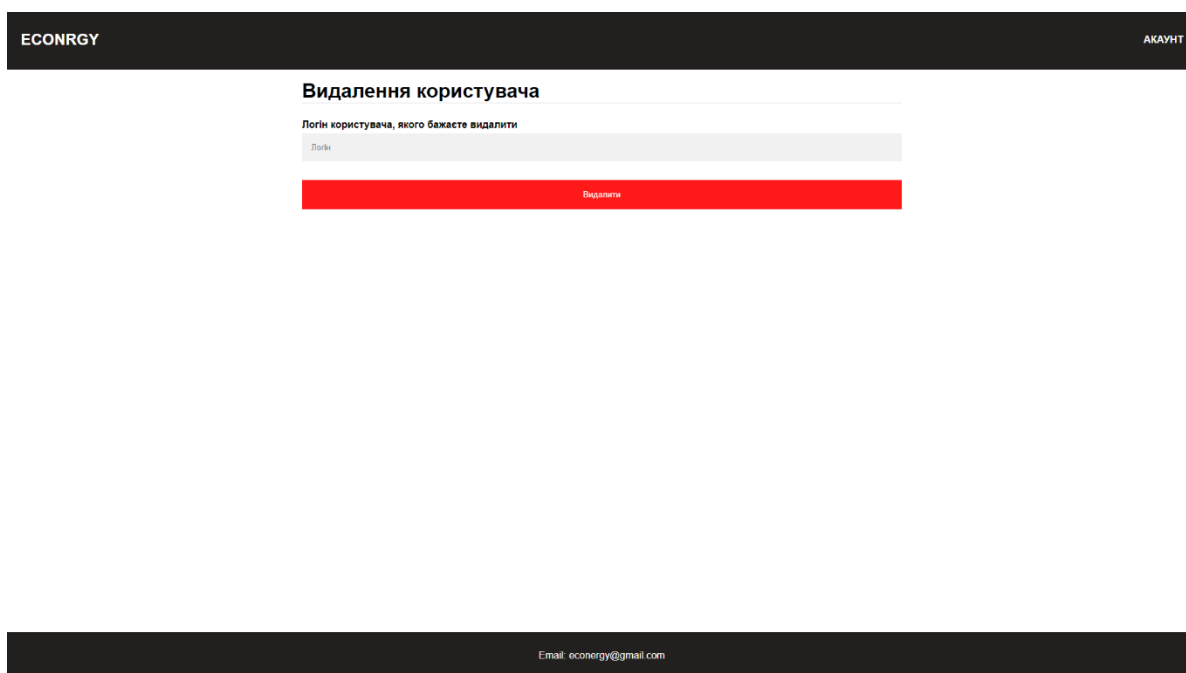 ECONRGY
АКАУНТ
Видалення користувача
Логін користувача, якого бажаєте видалити
Логін
Видалити
Email: econergy@gmail.com